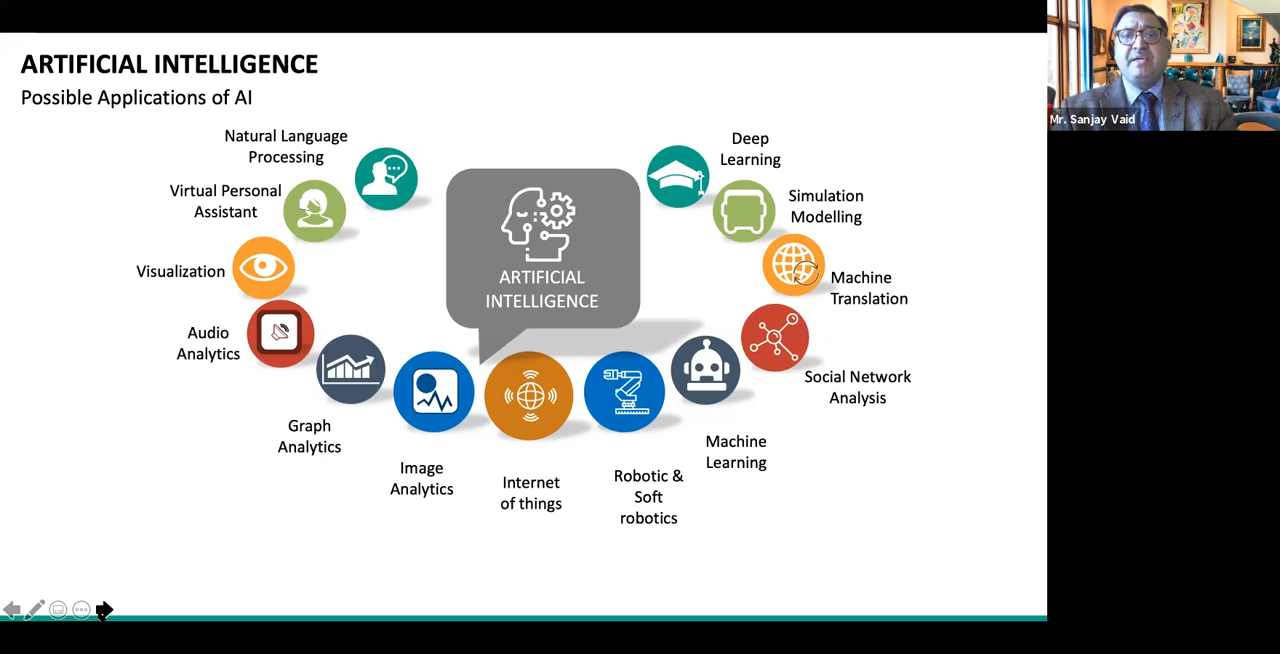 ARTIFICIAL INTELLIGENCE
Possible Applications of AI
Mr. Sanjay Vaid
Natural Language
Processing
Virtual Personal
Assistant
Visualization
Audio
Analytics
Graph
Analytics
Image
Analytics
Internet
of things
Robotic &
Soft
robotics
Machine
Learning
Social Network
Analysis
Machine
Translation
Simulation
Modelling
Deep
Learning
ARTIFICIAL
INTELLIGENCE